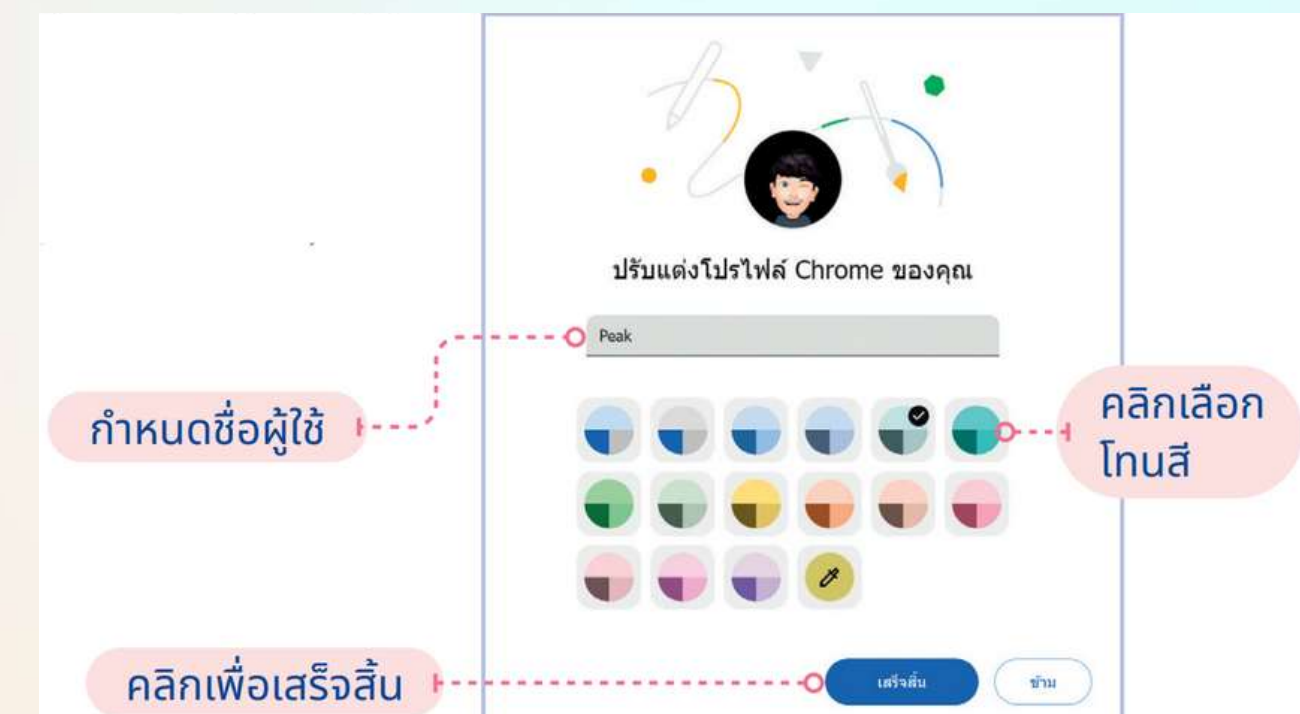 ปรับแต่งโปรไฟล์ Chrome ของคุณ
Peak
กำหนดชื่อผู้ใช้
คลิกเลือก
โทนสี
คลิกเพื่อเสร็จสิ้น
เสร็จสิ้น
ข้าม